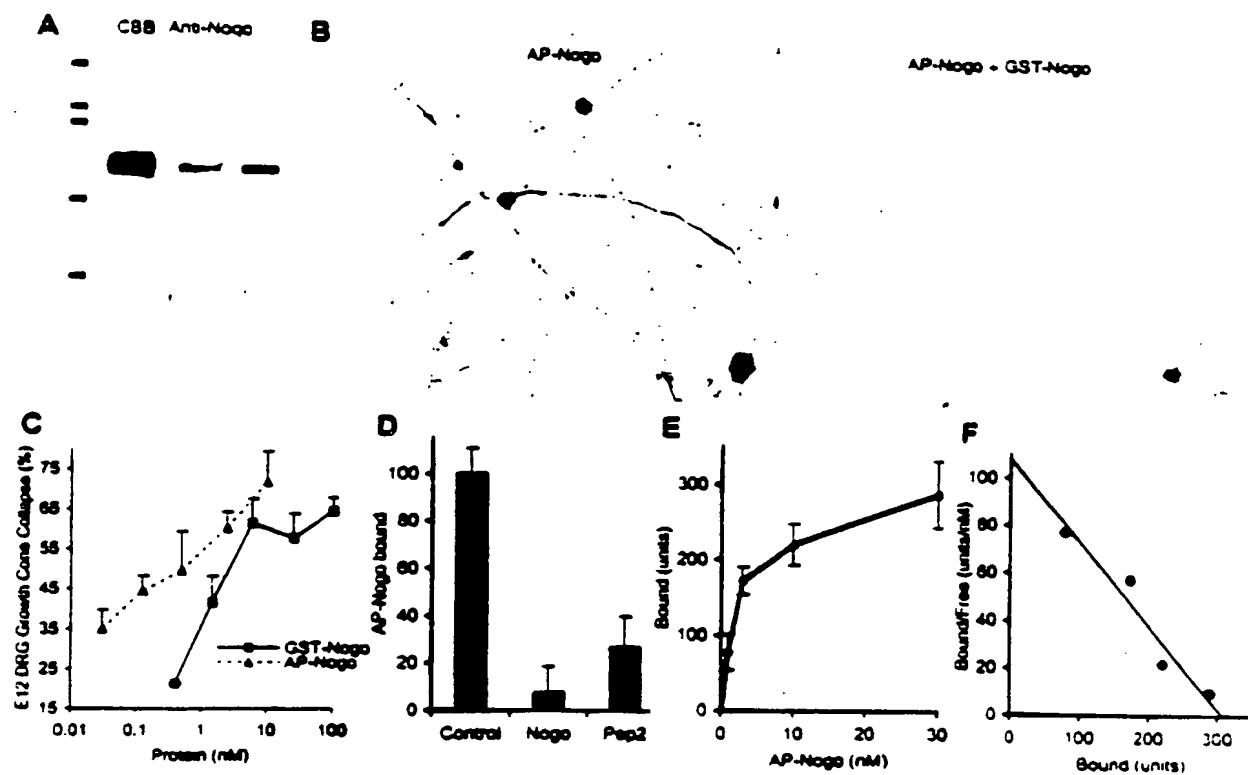 A
CBB Anti-Nogo
B
AP-Nogo
AP-Nogo + GST-Nogo
C
E12 DRG Growth Cone Collapse (%)
75
65
55
45
35
25
15
0.01 0.1 1 10 100
Protein (nM)
GST-Nogo
AP-Nogo
D
AP-Nogo bound
100
80
60
40
20
0
Control Nogo Pep2
E
Bound (units)
300
200
100
0
0 10 20 30
AP-Nogo (nM)
F
Bound/Free (units/nM)
100
80
60
40
20
0
0 100 200 300
Bound (units)